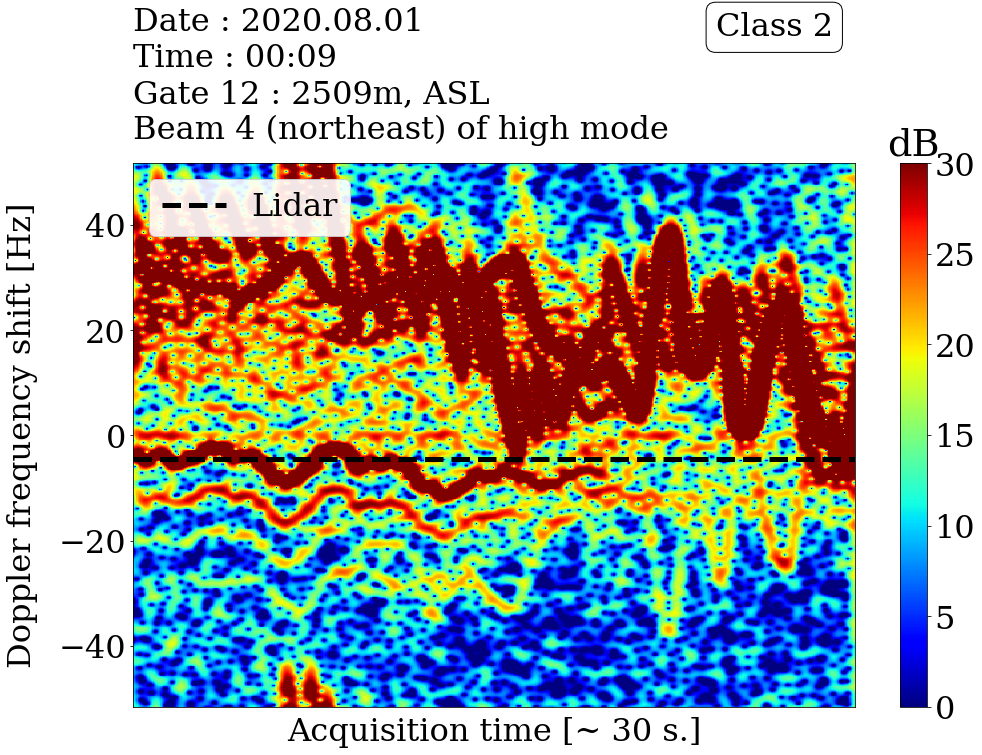 Date : 2020.08.01
Time : 00:09
Gate 12 : 2509m, ASL
Beam 4 (northeast) of high mode
Class 2
dB
Lidar
Doppler frequency shift [Hz]
40
20
0
−20
−40
30
25
20
15
10
5
0
Acquisition time [~ 30 s.]